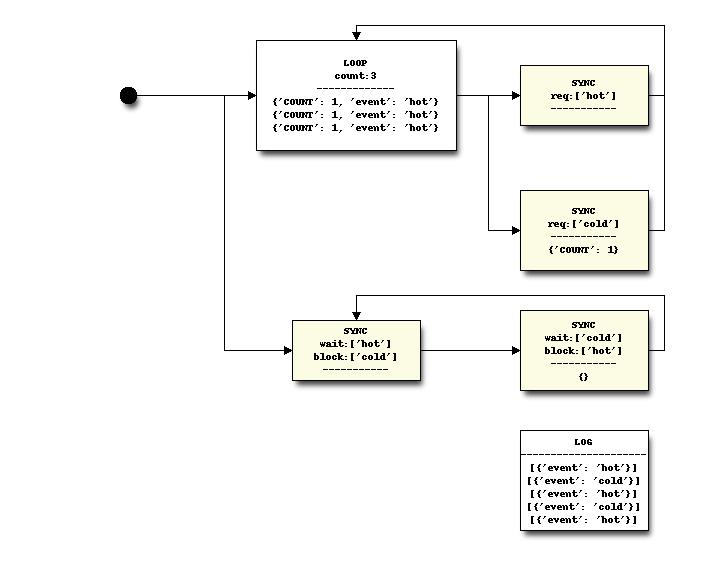 LOOP
count:3
-------------
{'COUNT': 1, 'event': 'hot'}
{'COUNT': 1, 'event': 'hot'}
{'COUNT': 1, 'event': 'hot'}
SYNC
req:['hot']
-----------
SYNC
req:['cold']
-----------
{'COUNT': 1}
SYNC
wait:['hot']
block:['cold']
-----------
SYNC
wait:['cold']
block:['hot']
-----------
{}
LOG
---------------------
[{'event': 'hot'}]
[{'event': 'cold'}]
[{'event': 'hot'}]
[{'event': 'cold'}]
[{'event': 'hot'}]